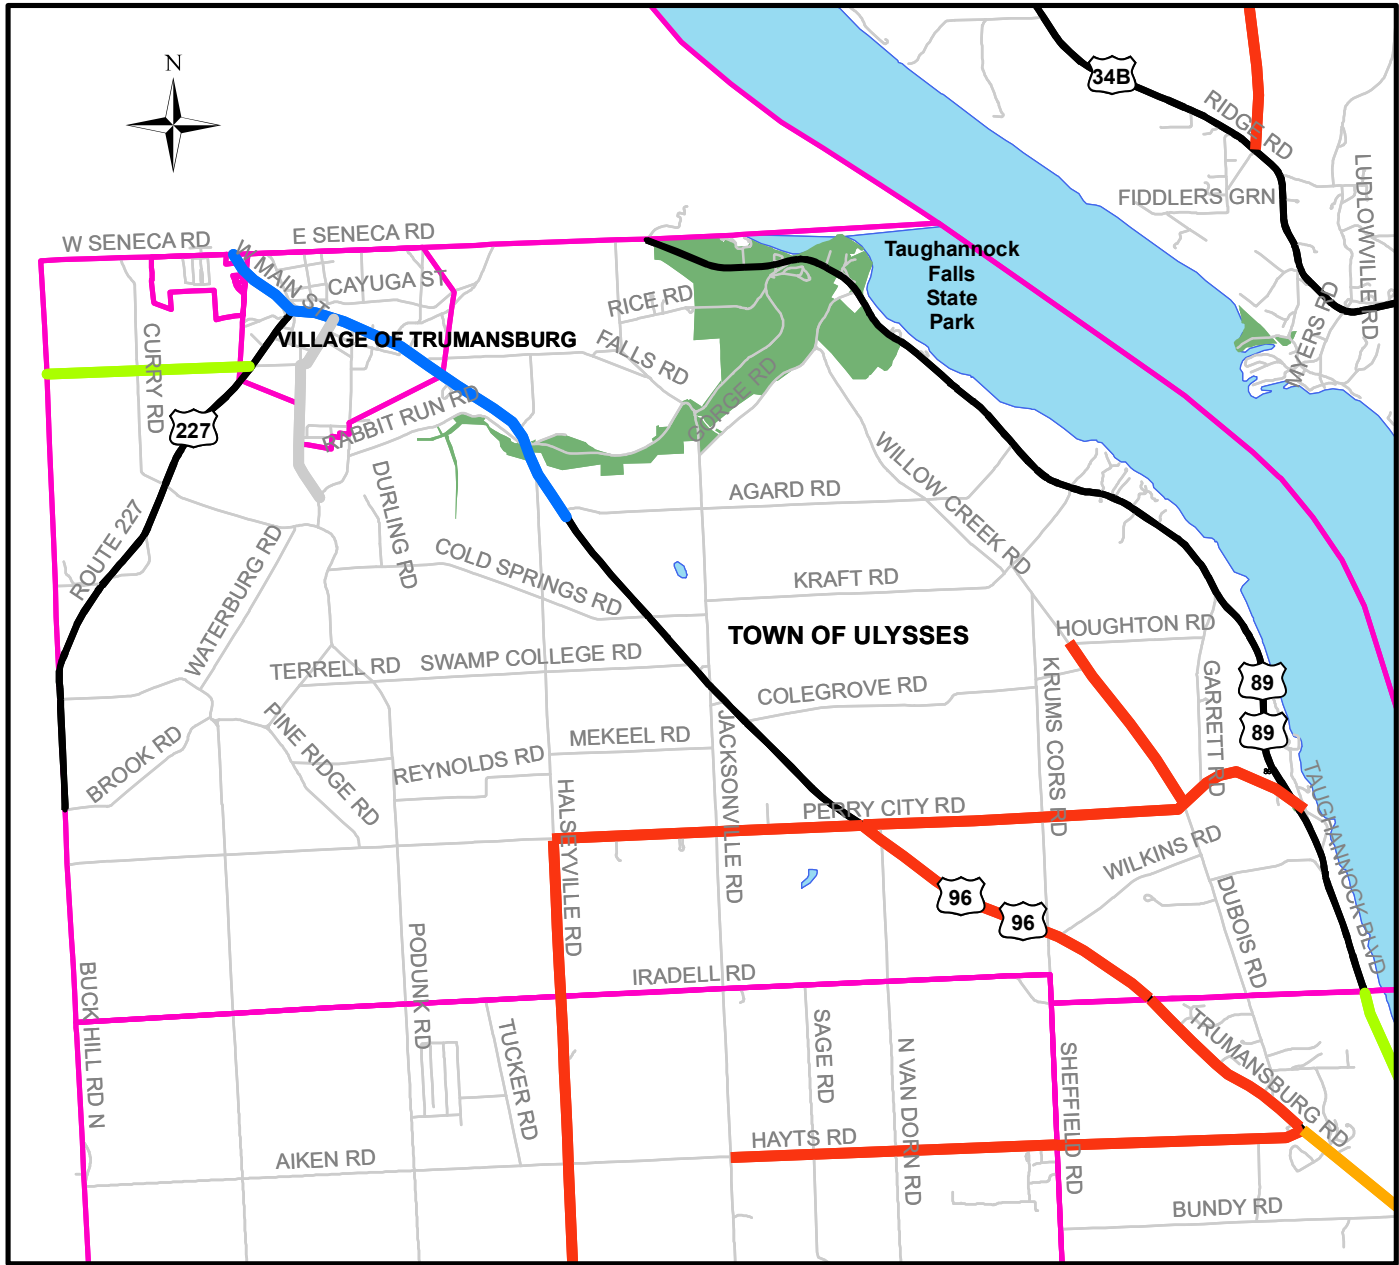 N
34B
RIDGE RD
LUDLOWVILLE RD
FIDDLERS GRN
W SENECA RD
E SENECA RD
Taughannock
Falls
State
Park
W MAIN ST
CAYUGA ST
RICE RD
MYERS RD
CURRY RD
VILLAGE OF TRUMANSBURG
FALLS RD
GORGE RD
227
RABBIT RUN RD
WILLOW CREEK RD
DURLING RD
AGARD RD
ROUTE 227
WATERBURG RD
COLD SPRINGS RD
KRAFT RD
TOWN OF ULYSSES
HOUGHTON RD
TERRELL RD
SWAMP COLLEGE RD
KRUMS CORS RD
GARRETT RD
89
COLEGROVE RD
89
BROOK RD
PINE RIDGE RD
MEKEEL RD
JACKSONVILLE RD
REYNOLDS RD
89
TAUGHANNOCK BLVD
HALSEYVILLE RD
PERRY CITY RD
WILKINS RD
96
96
DUBOIS RD
PODUNK RD
IRADELL RD
BUCK HILL RD N
TUCKER RD
SAGE RD
N VAN DORN RD
SHEFFIELD RD
TRUMANSBURG RD
HAYTS RD
AIKEN RD
BUNDY RD